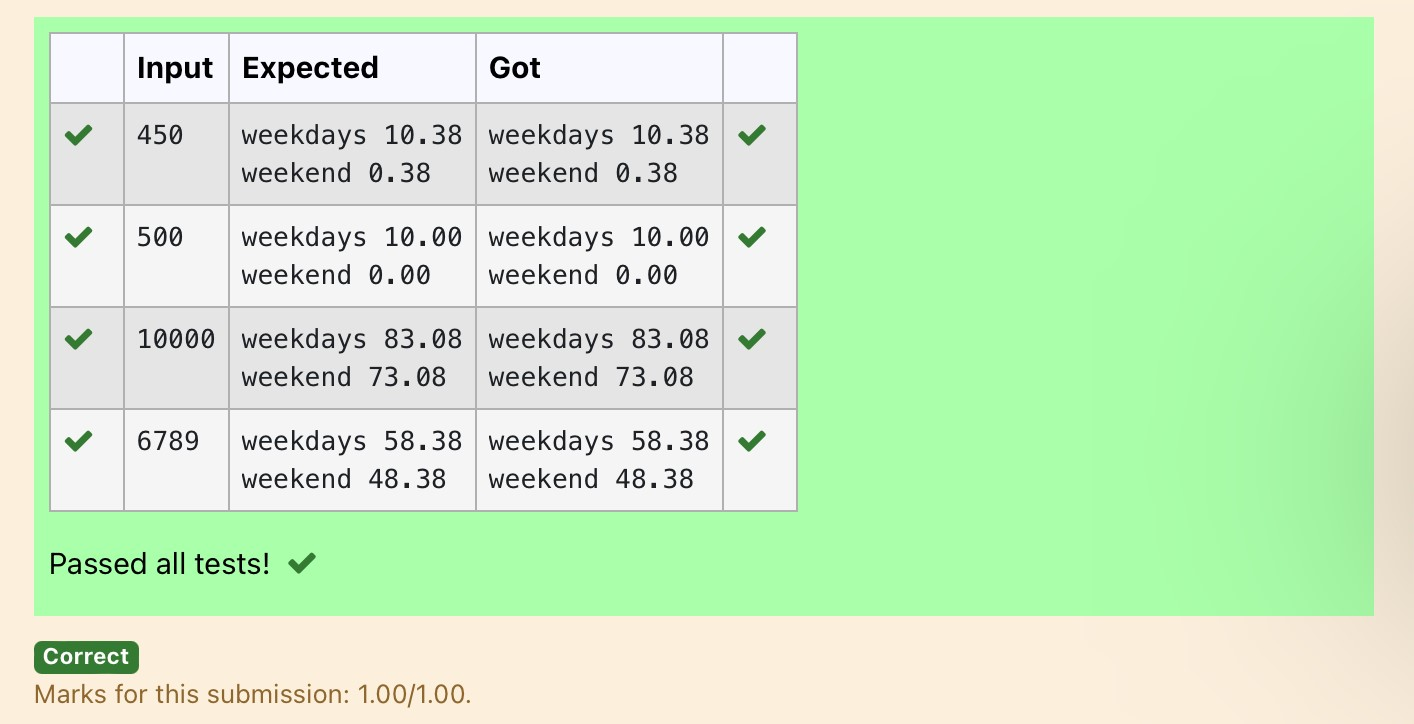 Input Expected Got
450 weekdays 10.38 weekdays 10.38
weekend 0.38 weekend 0.38
500 weekdays 10.00 weekdays 10.00
weekend 0.00 weekend 0.00
10000 weekdays 83.08 weekdays 83.08
weekend 73.08 weekend 73.08
6789 weekdays 58.38 weekdays 58.38
weekend 48.38 weekend 48.38
Passed all tests!
Correct
Marks for this submission: 1.00/1.00.